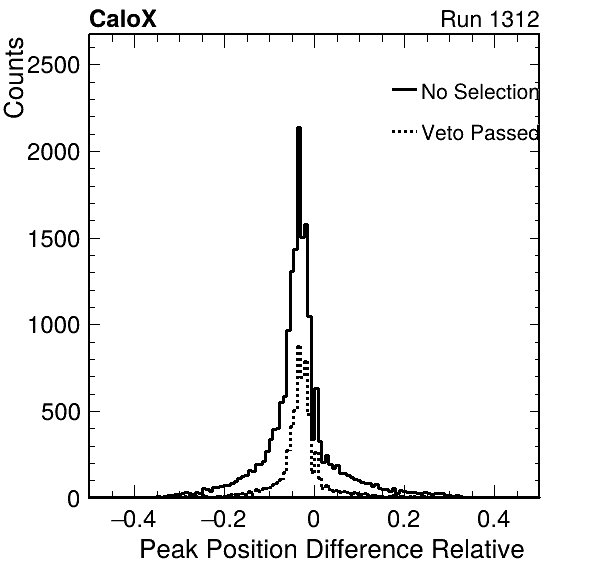 CaloX Run 1312
Counts
2500
2000
1500
1000
500
0
No Selection
Veto Passed
−0.4 −0.2 0 0.2 0.4
Peak Position Difference Relative